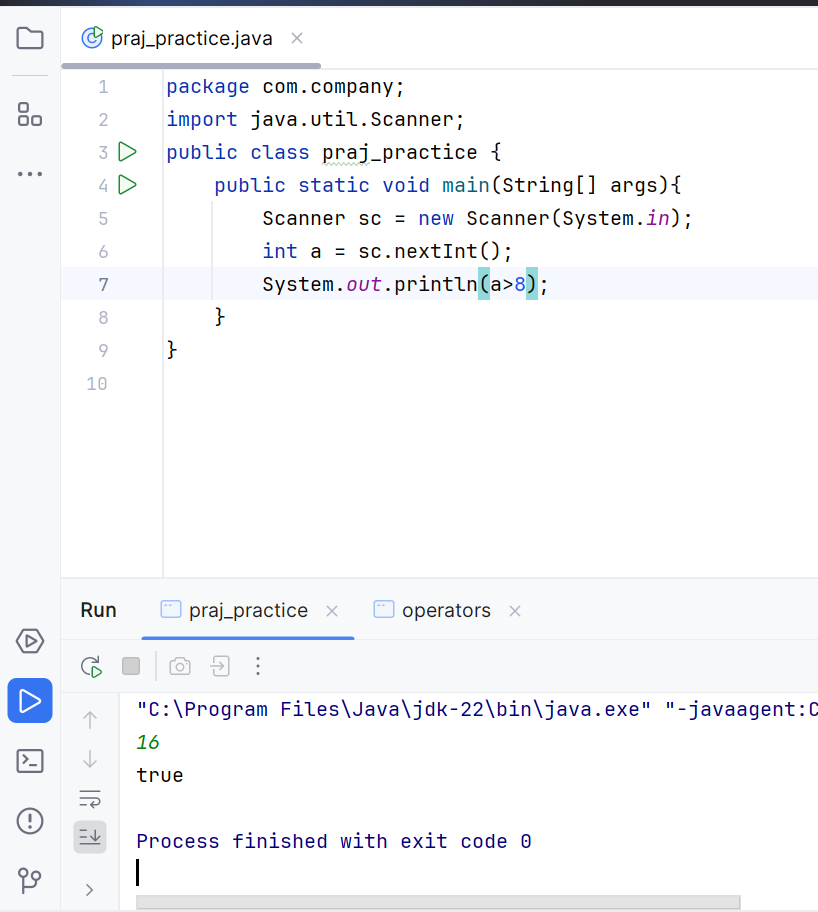 praj_practice.java
1 package com.company;
2 import java.util.Scanner;
3 public class praj_practice {
4 public static void main(String[] args){
5 Scanner sc = new Scanner(System.in);
6 int a = sc.nextInt();
7 System.out.println(a>8);
8 }
9 }
10
Run praj_practice operators
"C:\Program Files\Java\jdk-22\bin\java.exe" "-javaagent:C
16
true
Process finished with exit code 0